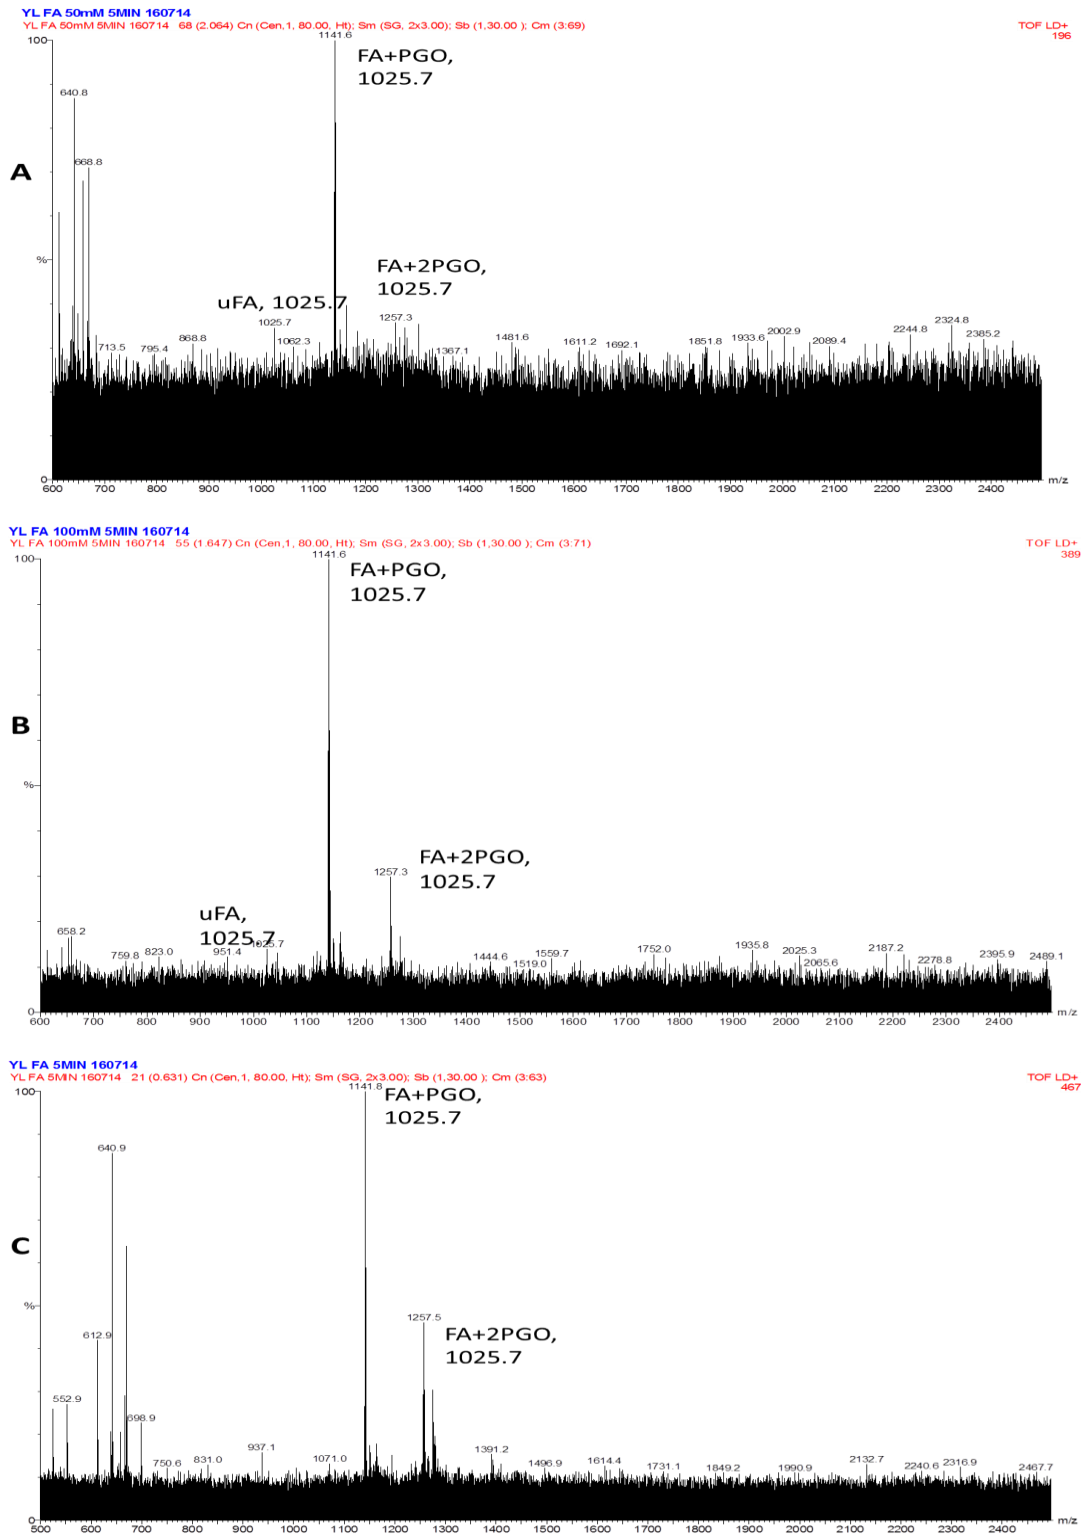 YL FA 50mM 5MIN 160714
YL FA 50mM 5MIN 160714 68 (2.064) Cn (Cen,1, 80.00, Ht); Sm (SG, 2x3.00); Sb (1,30.00 ); Cm (3:69)
TOF LD+
196
100
1141.6
FA+PGO,
1025.7
640.8
668.8
A
%
FA+2PGO,
1025.7
uFA, 1025.7
1025.7
1257.3
713.5
795.4
868.8
1062.3
1367.1
1481.6
1611.2
1692.1
1851.8
1933.6
2002.9
2089.4
2244.8
2324.8
2385.2
0
600 700 800 900 1000 1100 1200 1300 1400 1500 1600 1700 1800 1900 2000 2100 2200 2300 2400
m/z
YL FA 100mM 5MIN 160714
YL FA 100mM 5MIN 160714 55 (1.647) Cn (Cen,1, 80.00, Ht); Sm (SG, 2x3.00); Sb (1,30.00 ); Cm (3:71)
TOF LD+
389
100
1141.6
FA+PGO,
1025.7
B
%
FA+2PGO,
1025.7
1257.3
uFA,
1025.7
1025.7
658.2
759.8
823.0
951.4
1444.6
1519.0
1559.7
1752.0
1935.8
2025.3
2065.6
2187.2
2278.8
2395.9
2489.1
0
600 700 800 900 1000 1100 1200 1300 1400 1500 1600 1700 1800 1900 2000 2100 2200 2300 2400
m/z
YL FA 5MIN 160714
YL FA 5MIN 160714 21 (0.631) Cn (Cen,1, 80.00, Ht); Sm (SG, 2x3.00); Sb (1,30.00 ); Cm (3:63)
TOF LD+
467
100
1141.8
FA+PGO,
1025.7
640.9
C
%
1257.5
FA+2PGO,
1025.7
612.9
552.9
698.9
750.6
831.0
937.1
1071.0
1391.2
1496.9
1614.4
1731.1
1849.2
1990.9
2132.7
2240.6
2316.9
2467.7
0
500 600 700 800 900 1000 1100 1200 1300 1400 1500 1600 1700 1800 1900 2000 2100 2200 2300 2400
m/z